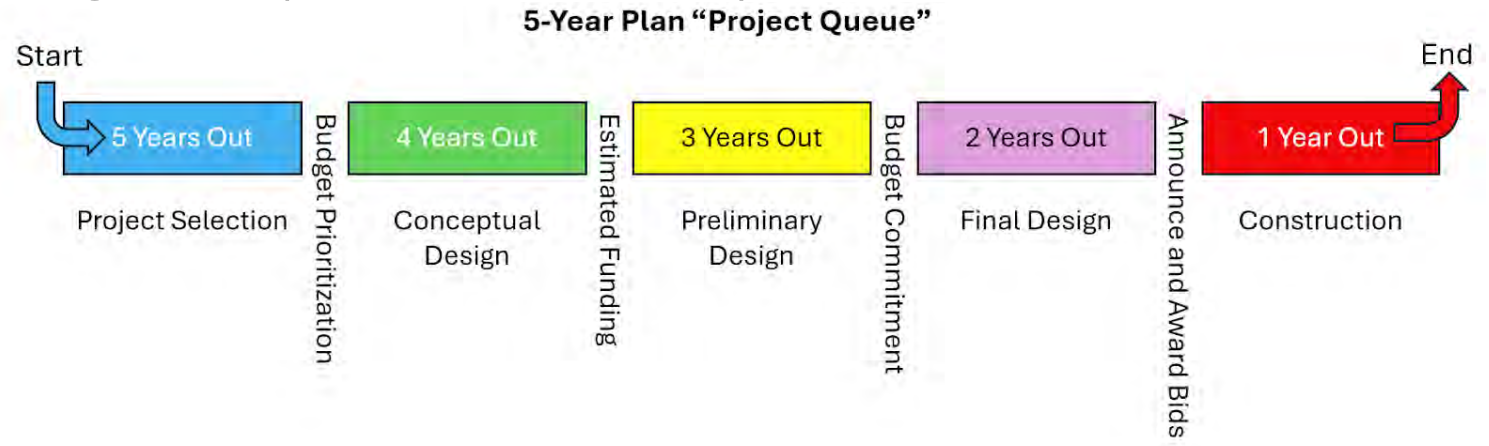 5-Year Plan “Project Queue”
Start
End
5 Years Out
Budget Prioritization
4 Years Out
Estimated Funding
3 Years Out
Budget Commitment
2 Years Out
Announce and Award Bids
1 Year Out
Project Selection
Conceptual
Design
Preliminary
Design
Final Design
Construction